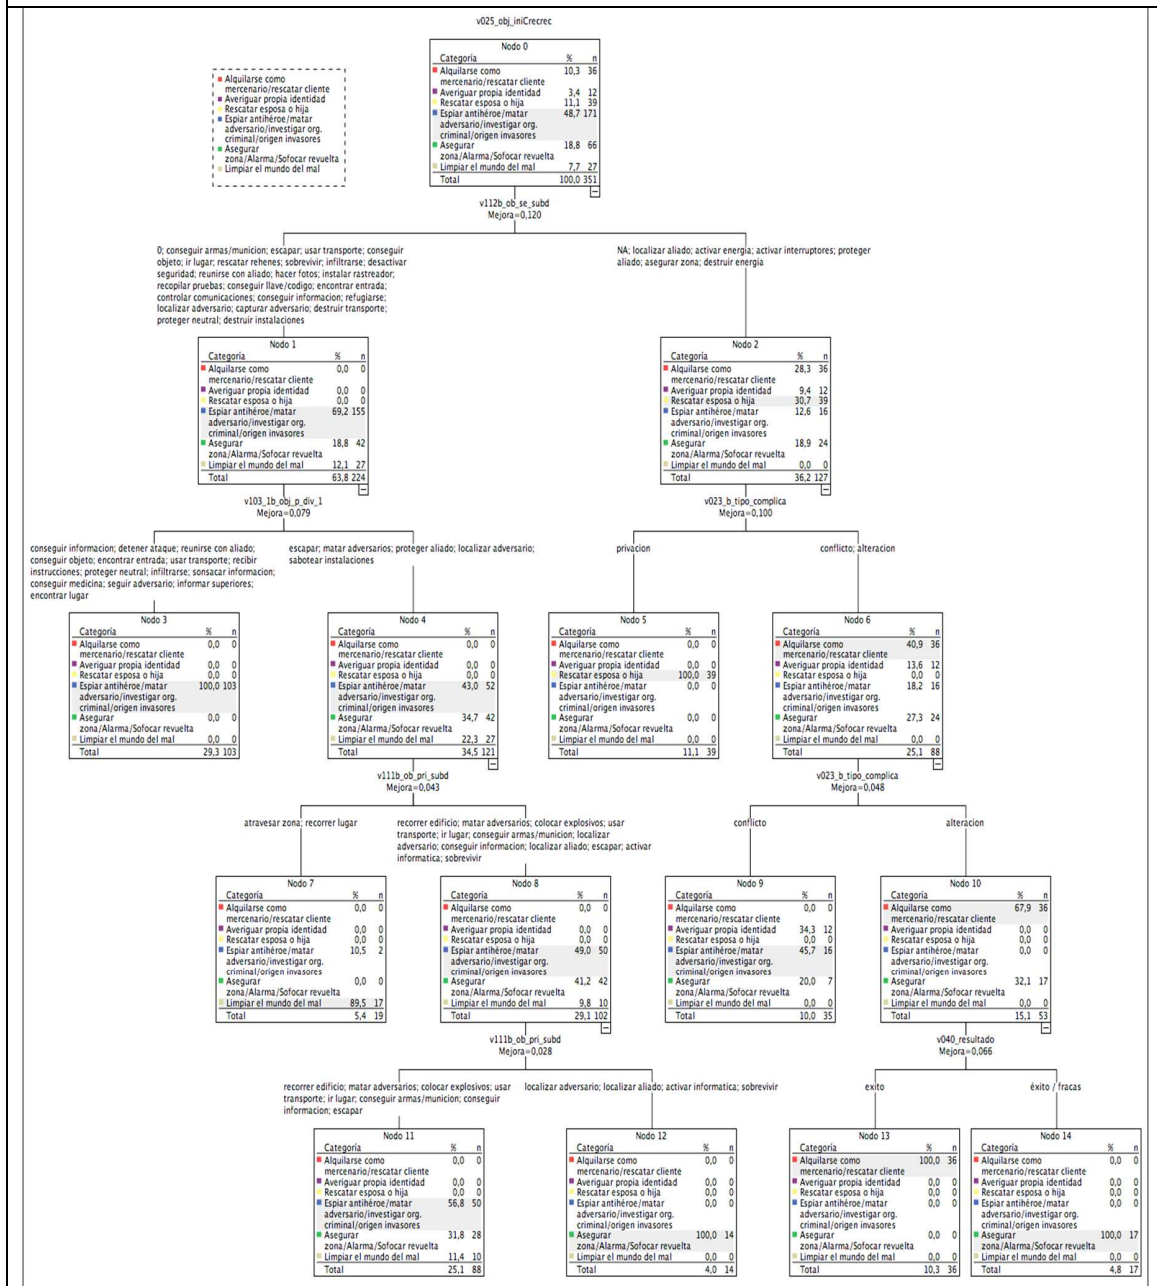 v025_obj_iniCrecrec
Alquilarse como
mercenario/rescatar cliente
Averiguar propia identidad
Rescatar esposa o hija
Espiar antihéroe/matar
adversario/investigar org.
criminal/origen invasores
Asegurar
zona/Alarma/Sofocar revuelta
Limpiar el mundo del mal
Nodo 0
Categoría % n
Alquilarse como 10,3 36
mercenario/rescatar cliente
Averiguar propia identidad 3,4 12
Rescatar esposa o hija 11,1 39
Espiar antihéroe/matar 48,7 171
adversario/investigar org.
criminal/origen invasores
Asegurar 18,8 66
zona/Alarma/Sofocar revuelta
Limpiar el mundo del mal 7,7 27
Total 100,0 351
v112b_ob_se_subd
Mejora=0,120
0; conseguir armas/municion; escapar; usar transporte; conseguir
objeto; ir lugar; rescatar rehenes; sobrevivir; infiltrarse; desactivar
seguridad; reunirse con aliado; hacer fotos; instalar rastreador;
recopilar pruebas; conseguir llave/codigo; encontrar entrada;
controlar comunicaciones; conseguir informacion; refugiarse;
localizar adversario; capturar adversario; destruir transporte;
proteger neutral; destruir instalaciones
NA; localizar aliado; activar energia; activar interruptores; proteger
aliado; asegurar zona; destruir energia
Nodo 1
Categoría % n
Alquilarse como 0,0 0
mercenario/rescatar cliente
Averiguar propia identidad 0,0 0
Rescatar esposa o hija 0,0 0
Espiar antihéroe/matar 69,2 155
adversario/investigar org.
criminal/origen invasores
Asegurar 18,8 42
zona/Alarma/Sofocar revuelta
Limpiar el mundo del mal 12,1 27
Total 63,8 224
v103_1b_obj_p_div_1
Mejora=0,079
Nodo 2
Categoría % n
Alquilarse como 28,3 36
mercenario/rescatar cliente
Averiguar propia identidad 9,4 12
Rescatar esposa o hija 30,7 39
Espiar antihéroe/matar 12,6 16
adversario/investigar org.
criminal/origen invasores
Asegurar 18,9 24
zona/Alarma/Sofocar revuelta
Limpiar el mundo del mal 0,0 0
Total 36,2 127
v023_b_tipo_complica
Mejora=0,100
conseguir informacion; detener ataque; reunirse con aliado;
conseguir objeto; encontrar entrada; usar transporte; recibir
instrucciones; proteger neutral; infiltrarse; sonsacar informacion;
conseguir medicina; seguir adversario; informar superiores;
encontrar lugar
escapar; matar adversarios; proteger aliado; localizar adversario;
sabotear instalaciones
privacion
conflicto; alteracion
Nodo 3
Categoría % n
Alquilarse como 0,0 0
mercenario/rescatar cliente
Averiguar propia identidad 0,0 0
Rescatar esposa o hija 0,0 0
Espiar antihéroe/matar 100,0 103
adversario/investigar org.
criminal/origen invasores
Asegurar 0,0 0
zona/Alarma/Sofocar revuelta
Limpiar el mundo del mal 0,0 0
Total 29,3 103
Nodo 4
Categoría % n
Alquilarse como 0,0 0
mercenario/rescatar cliente
Averiguar propia identidad 0,0 0
Rescatar esposa o hija 0,0 0
Espiar antihéroe/matar 43,0 52
adversario/investigar org.
criminal/origen invasores
Asegurar 34,7 42
zona/Alarma/Sofocar revuelta
Limpiar el mundo del mal 22,3 27
Total 34,5 121
v111b_ob_pri_subd
Mejora=0,043
Nodo 5
Categoría % n
Alquilarse como 0,0 0
mercenario/rescatar cliente
Averiguar propia identidad 0,0 0
Rescatar esposa o hija 100,0 39
Espiar antihéroe/matar 0,0 0
adversario/investigar org.
criminal/origen invasores
Asegurar 0,0 0
zona/Alarma/Sofocar revuelta
Limpiar el mundo del mal 0,0 0
Total 11,1 39
Nodo 6
Categoría % n
Alquilarse como 40,9 36
mercenario/rescatar cliente
Averiguar propia identidad 13,6 12
Rescatar esposa o hija 0,0 0
Espiar antihéroe/matar 18,2 16
adversario/investigar org.
criminal/origen invasores
Asegurar 27,3 24
zona/Alarma/Sofocar revuelta
Limpiar el mundo del mal 0,0 0
Total 25,1 88
v023_b_tipo_complica
Mejora=0,048
atravesar zona; recorrer lugar
recorrer edificio; matar adversarios; colocar explosivos; usar
transporte; ir lugar; conseguir armas/municion; localizar
adversario; conseguir informacion; localizar aliado; escapar; activar
informatica; sobrevivir
conflicto
alteracion
Nodo 7
Categoría % n
Alquilarse como 0,0 0
mercenario/rescatar cliente
Averiguar propia identidad 0,0 0
Rescatar esposa o hija 0,0 0
Espiar antihéroe/matar 10,5 2
adversario/investigar org.
criminal/origen invasores
Asegurar 0,0 0
zona/Alarma/Sofocar revuelta
Limpiar el mundo del mal 89,5 17
Total 5,4 19
Nodo 8
Categoría % n
Alquilarse como 0,0 0
mercenario/rescatar cliente
Averiguar propia identidad 0,0 0
Rescatar esposa o hija 0,0 0
Espiar antihéroe/matar 49,0 50
adversario/investigar org.
criminal/origen invasores
Asegurar 41,2 42
zona/Alarma/Sofocar revuelta
Limpiar el mundo del mal 9,8 10
Total 29,1 102
v111b_ob_pri_subd
Mejora=0,028
Nodo 9
Categoría % n
Alquilarse como 0,0 0
mercenario/rescatar cliente
Averiguar propia identidad 34,3 12
Rescatar esposa o hija 0,0 0
Espiar antihéroe/matar 45,7 16
adversario/investigar org.
criminal/origen invasores
Asegurar 20,0 7
zona/Alarma/Sofocar revuelta
Limpiar el mundo del mal 0,0 0
Total 10,0 35
Nodo 10
Categoría % n
Alquilarse como 67,9 36
mercenario/rescatar cliente
Averiguar propia identidad 0,0 0
Rescatar esposa o hija 0,0 0
Espiar antihéroe/matar 0,0 0
adversario/investigar org.
criminal/origen invasores
Asegurar 32,1 17
zona/Alarma/Sofocar revuelta
Limpiar el mundo del mal 0,0 0
Total 15,1 53
v040_resultado
Mejora=0,066
recorrer edificio; matar adversarios; colocar explosivos; usar
transporte; ir lugar; conseguir armas/municion; conseguir
informacion; escapar
localizar adversario; localizar aliado; activar informatica; sobrevivir
exito
éxito / fracas
Nodo 11
Categoría % n
Alquilarse como 0,0 0
mercenario/rescatar cliente
Averiguar propia identidad 0,0 0
Rescatar esposa o hija 0,0 0
Espiar antihéroe/matar 56,8 50
adversario/investigar org.
criminal/origen invasores
Asegurar 31,8 28
zona/Alarma/Sofocar revuelta
Limpiar el mundo del mal 11,4 10
Total 25,1 88
Nodo 12
Categoría % n
Alquilarse como 0,0 0
mercenario/rescatar cliente
Averiguar propia identidad 0,0 0
Rescatar esposa o hija 0,0 0
Espiar antihéroe/matar 0,0 0
adversario/investigar org.
criminal/origen invasores
Asegurar 100,0 14
zona/Alarma/Sofocar revuelta
Limpiar el mundo del mal 0,0 0
Total 4,0 14
Nodo 13
Categoría % n
Alquilarse como 100,0 36
mercenario/rescatar cliente
Averiguar propia identidad 0,0 0
Rescatar esposa o hija 0,0 0
Espiar antihéroe/matar 0,0 0
adversario/investigar org.
criminal/origen invasores
Asegurar 0,0 0
zona/Alarma/Sofocar revuelta
Limpiar el mundo del mal 0,0 0
Total 10,3 36
Nodo 14
Categoría % n
Alquilarse como 0,0 0
mercenario/rescatar cliente
Averiguar propia identidad 0,0 0
Rescatar esposa o hija 0,0 0
Espiar antihéroe/matar 0,0 0
adversario/investigar org.
criminal/origen invasores
Asegurar 100,0 17
zona/Alarma/Sofocar revuelta
Limpiar el mundo del mal 0,0 0
Total 4,8 17